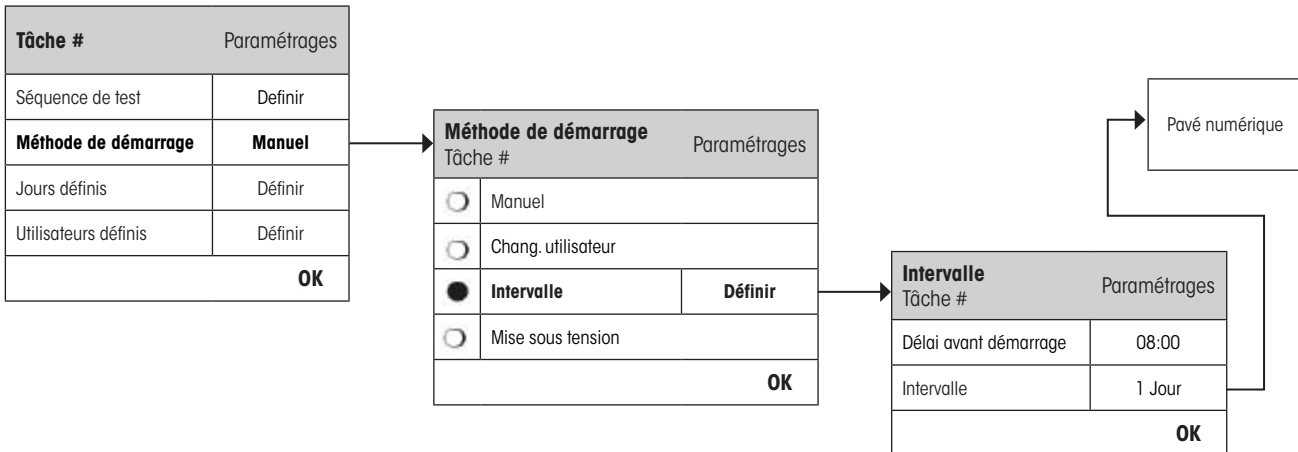 Tâche # Paramétrages
Séquence de test Definir
Méthode de démarrage Manuel
Jours définis Définir
Utilisateurs définis Définir
OK
Méthode de démarrage
Tâche # Paramétrages
Manuel
Chang. utilisateur
Intervalle Définir
Mise sous tension
OK
Intervalle
Tâche # Paramétrages
Délai avant démarrage 08:00
Intervalle 1 Jour
OK
Pavé numérique